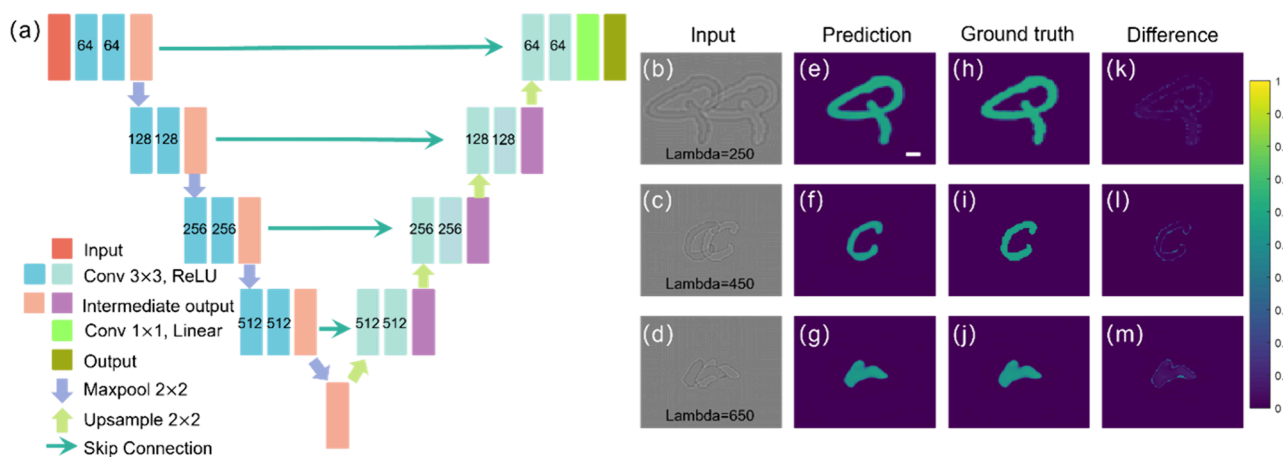 (a)
64 64
64 64
128 128
128 128
256 256
256 256
512 512
512 512
Input
Conv 3×3, ReLU
Intermediate output
Conv 1×1, Linear
Output
Maxpool 2×2
Upsample 2×2
Skip Connection
Input Prediction Ground truth Difference
(b) (e) (h) (k)
Lambda=250
(c) (f) (i) (l)
Lambda=450
(d) (g) (j) (m)
Lambda=650
1
0